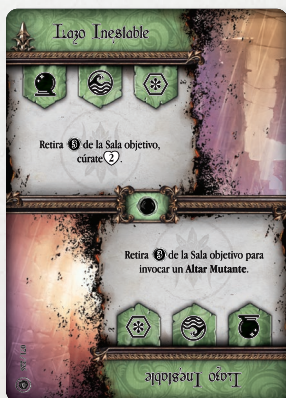 Lazo Inestable
Retira de la Sala objetivo,
cúrate 2.
Retira de la Sala objetivo para
invocar un Altar Mutante.
Lazo Inestable